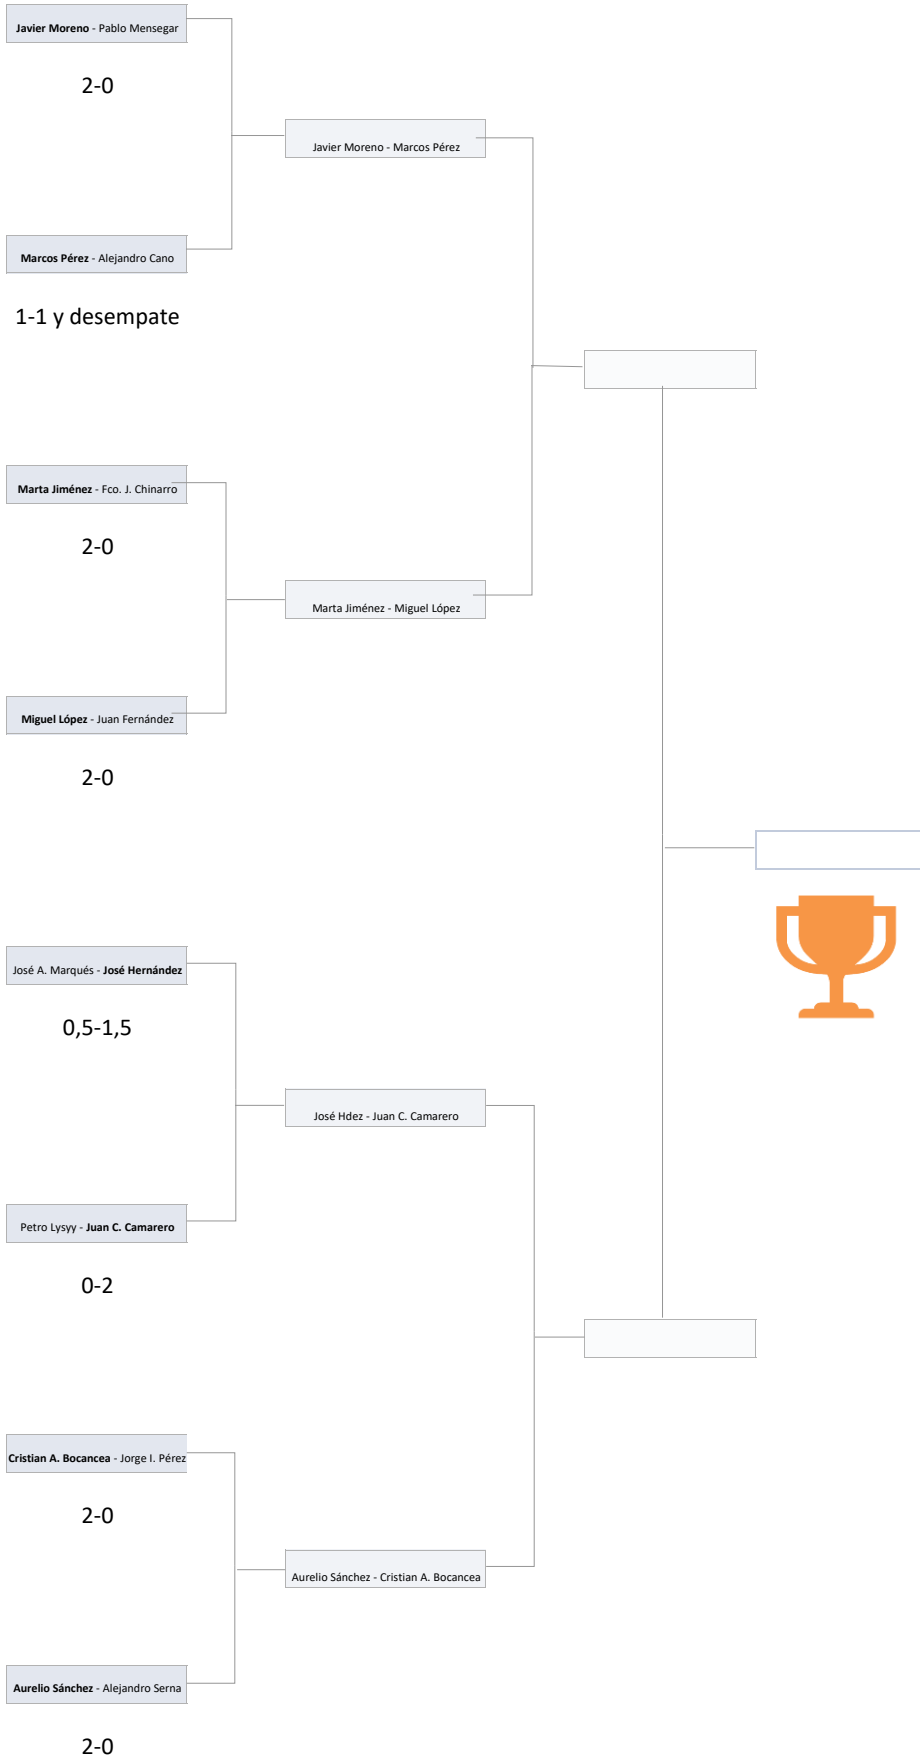 Javier Moreno - Pablo Mensegar
2-0
Javier Moreno - Marcos Pérez
Marcos Pérez - Alejandro Cano
1-1 y desempate
Marta Jiménez - Fco. J. Chinarro
2-0
Marta Jiménez - Miguel López
Miguel López - Juan Fernández
2-0
José A. Marqués - José Hernández
0,5-1,5
José Hdez - Juan C. Camarero
Petro Lysyy - Juan C. Camarero
0-2
Cristian A. Bocancea - Jorge I. Pérez
2-0
Aurelio Sánchez - Cristian A. Bocancea
Aurelio Sánchez - Alejandro Serna
2-0